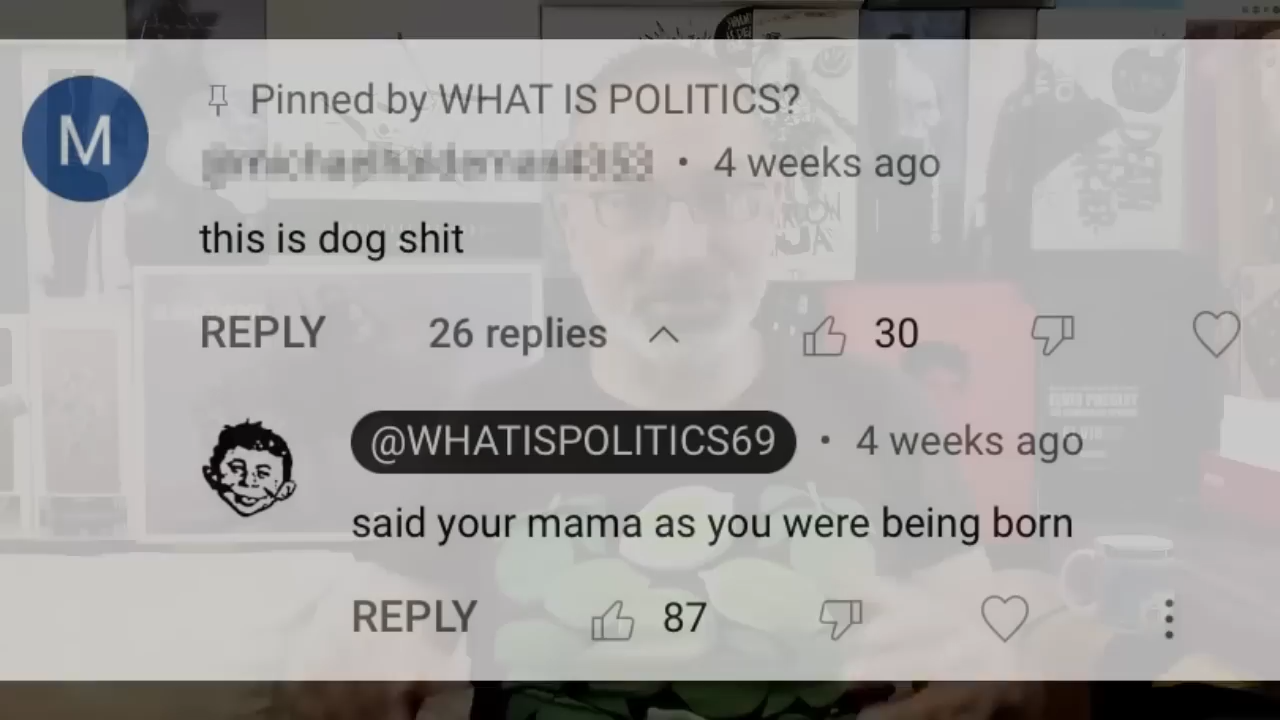 M
Pinned by WHAT IS POLITICS?
• 4 weeks ago
this is dog shit
REPLY 26 replies 30
@WHATISPOLITICS69 • 4 weeks ago
said your mama as you were being born
REPLY 87